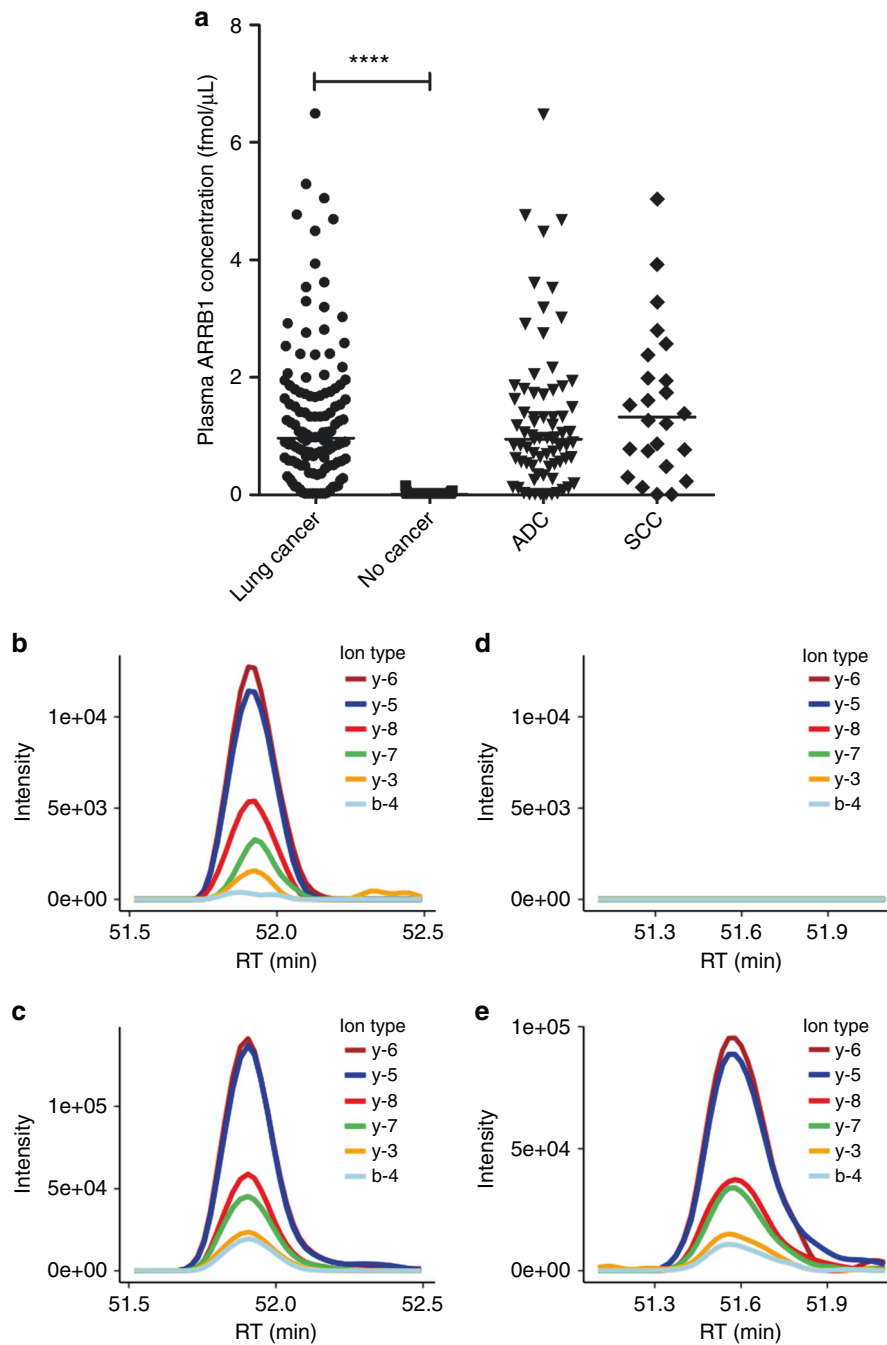 a
Plasma ARRB1 concentration (fmol/μL)
8
6
4
2
0
****
Lung cancer
No cancer
ADC
SCC
b
Intensity
1e+04
5e+03
0e+00
51.5
52.0
52.5
RT (min)
Ion type
y-6
y-5
y-8
y-7
y-3
b-4
d
Intensity
1e+04
5e+03
0e+00
51.3
51.6
51.9
RT (min)
Ion type
y-6
y-5
y-8
y-7
y-3
b-4
c
Intensity
1e+05
5e+04
0e+00
51.5
52.0
52.5
RT (min)
Ion type
y-6
y-5
y-8
y-7
y-3
b-4
e
Intensity
1e+05
5e+04
0e+00
51.3
51.6
51.9
RT (min)
Ion type
y-6
y-5
y-8
y-7
y-3
b-4